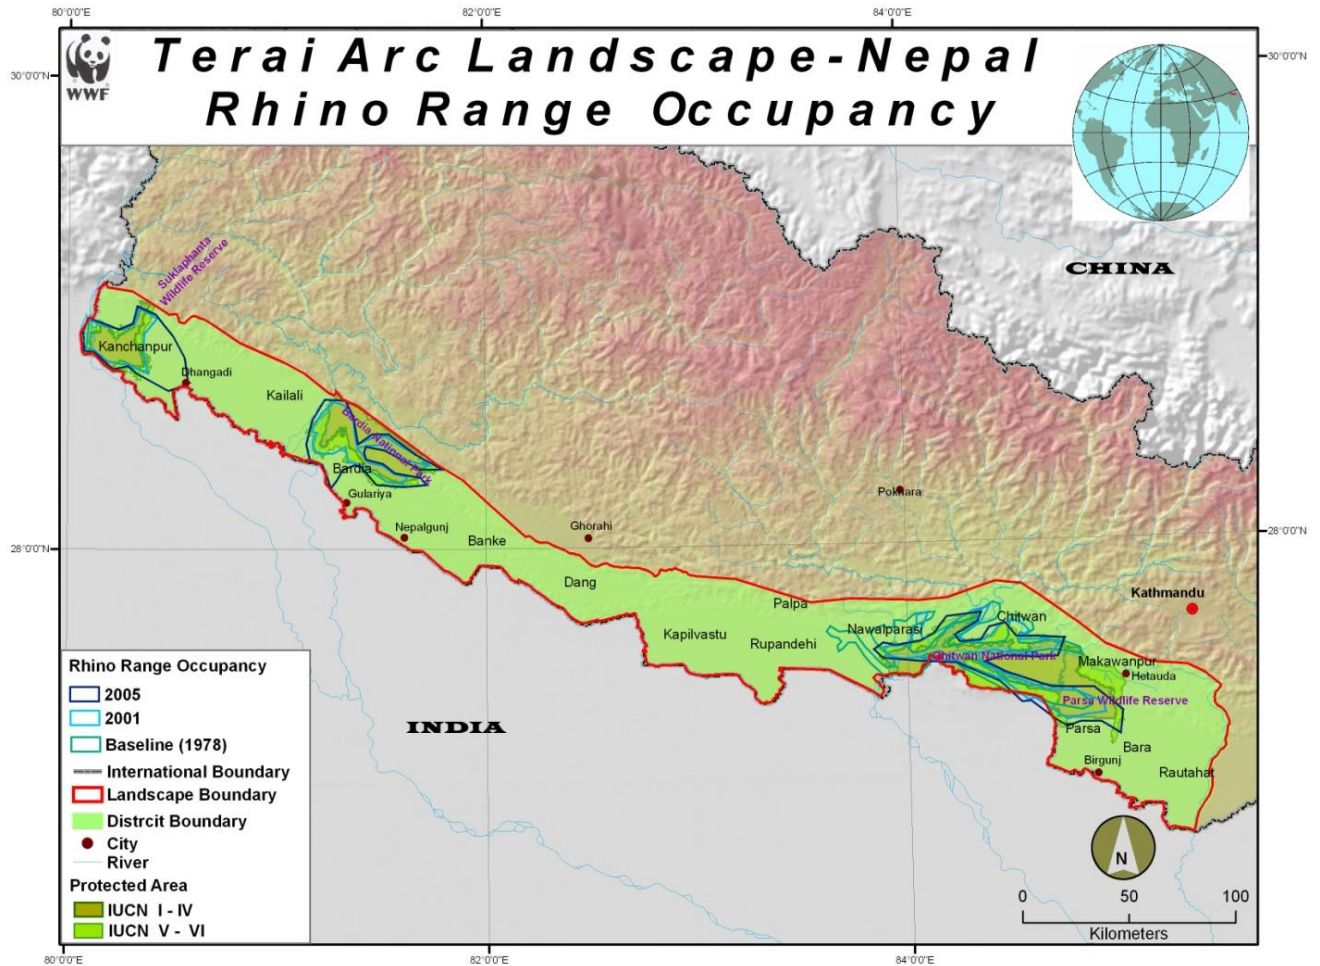 80°0'0"E
82°0'0"E
84°0'0"E
Terai Arc Landscape-Nepal
Rhino Range Occupancy
WWF
30°0'0"N
30°0'0"N
CHINA
Suklaphanta
Wildlife Reserve
Kanchanpur
Dhangadi
Kailali
Bardia National Park
Bardia
Gulariya
Nepalgunj
Banke
Ghorahi
Pokhara
28°0'0"N
28°0'0"N
Dang
Palpa
Kathmandu
Kapilvastu
Rupandehi
Nawalparasi
Chitwan
Chitwan National Park
Makawanpur
Hetauda
Parsa Wildlife Reserve
Parsa
Bara
Birgunj
Rautahat
INDIA
Rhino Range Occupancy
2005
2001
Baseline (1978)
International Boundary
Landscape Boundary
Distrcit Boundary
City
River
Protected Area
IUCN I - IV
IUCN V - VI
N
0 50 100
Kilometers
80°0'0"E
82°0'0"E
84°0'0"E